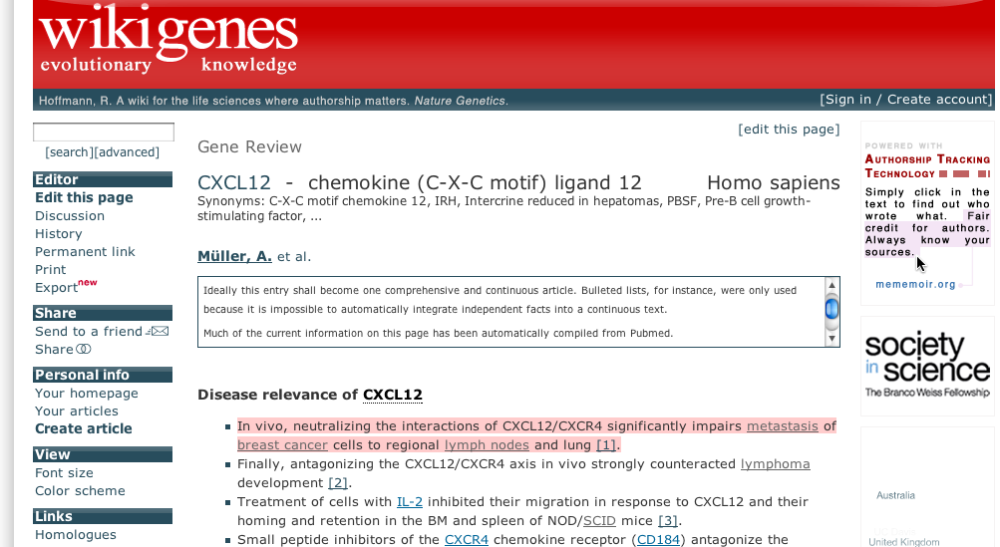 wikigenes
evolutionary knowledge
Hoffmann, R. A wiki for the life sciences where authorship matters. Nature Genetics.
[Sign in / Create account]
[search][advanced]
Editor
Edit this page
Discussion
History
Permanent link
Print
Export new
Share
Send to a friend
Share
Personal info
Your homepage
Your articles
Create article
View
Font size
Color scheme
Links
Homologues
[edit this page]
Gene Review
CXCL12 - chemokine (C-X-C motif) ligand 12 Homo sapiens
Synonyms: C-X-C motif chemokine 12, IRH, Intercrine reduced in hepatomas, PBSF, Pre-B cell growth-
stimulating factor, ...
Müller, A. et al.
Ideally this entry shall become one comprehensive and continuous article. Bulleted lists, for instance, were only used
because it is impossible to automatically integrate independent facts into a continuous text.
Much of the current information on this page has been automatically compiled from Pubmed.
Disease relevance of CXCL12
In vivo, neutralizing the interactions of CXCL12/CXCR4 significantly impairs metastasis of
breast cancer cells to regional lymph nodes and lung [1].
Finally, antagonizing the CXCL12/CXCR4 axis in vivo strongly counteracted lymphoma
development [2].
Treatment of cells with IL-2 inhibited their migration in response to CXCL12 and their
homing and retention in the BM and spleen of NOD/SCID mice [3].
Small peptide inhibitors of the CXCR4 chemokine receptor (CD184) antagonize the
POWERED WITH
AUTHORSHIP TRACKING
TECHNOLOGY
Simply click in the
text to find out who
wrote what. Fair
credit for authors.
Always know your
sources.
mememoir.org
society
in science
The Branco Weiss Fellowship
Australia
United Kingdom